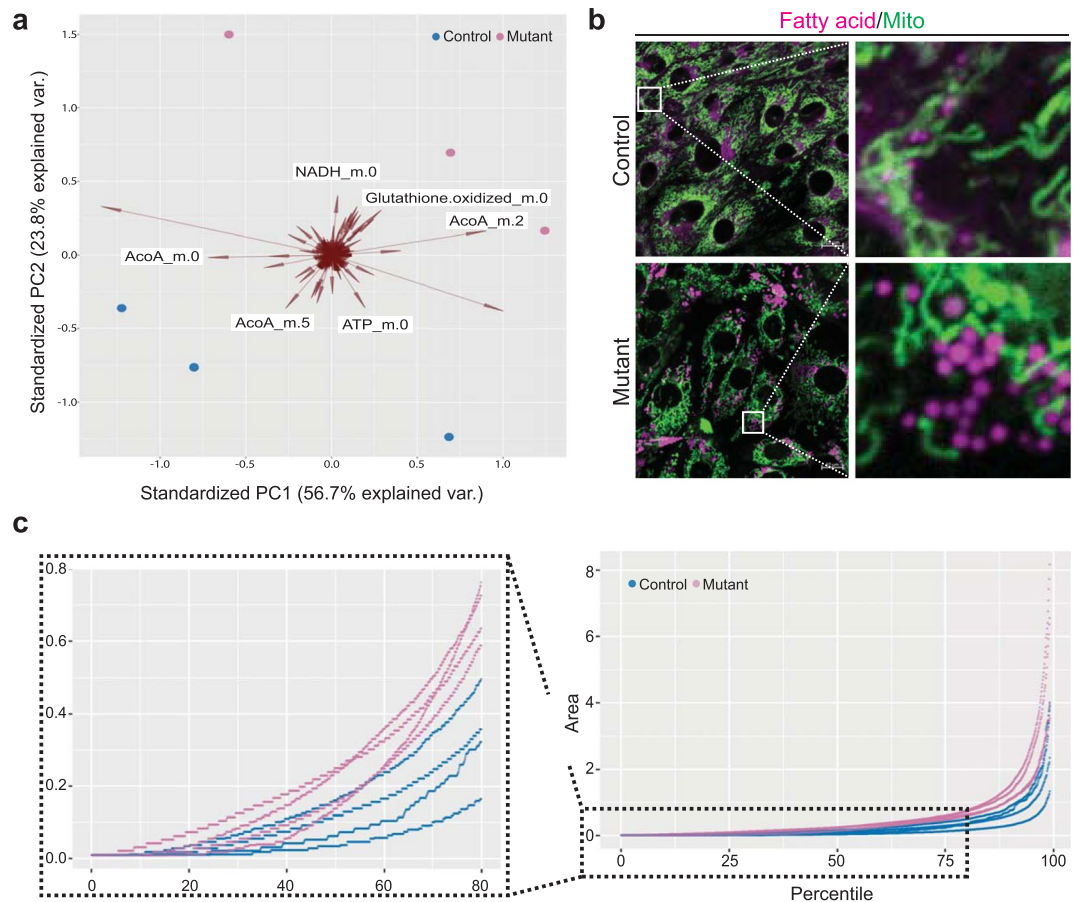 a
Standardized PC2 (23.8% explained var.)
1.5
1.0
0.5
0.0
-0.5
-1.0
Control
Mutant
NADH_m.0
Glutathione.oxidized_m.0
AcoA_m.2
AcoA_m.0
AcoA_m.5
ATP_m.0
-1.0
-0.5
0.0
0.5
1.0
Standardized PC1 (56.7% explained var.)
b
Fatty acid/Mito
Control
Mutant
c
0.8
0.6
0.4
0.2
0.0
0
20
40
60
80
Area
8
6
4
2
0
Control
Mutant
0
25
50
75
100
Percentile